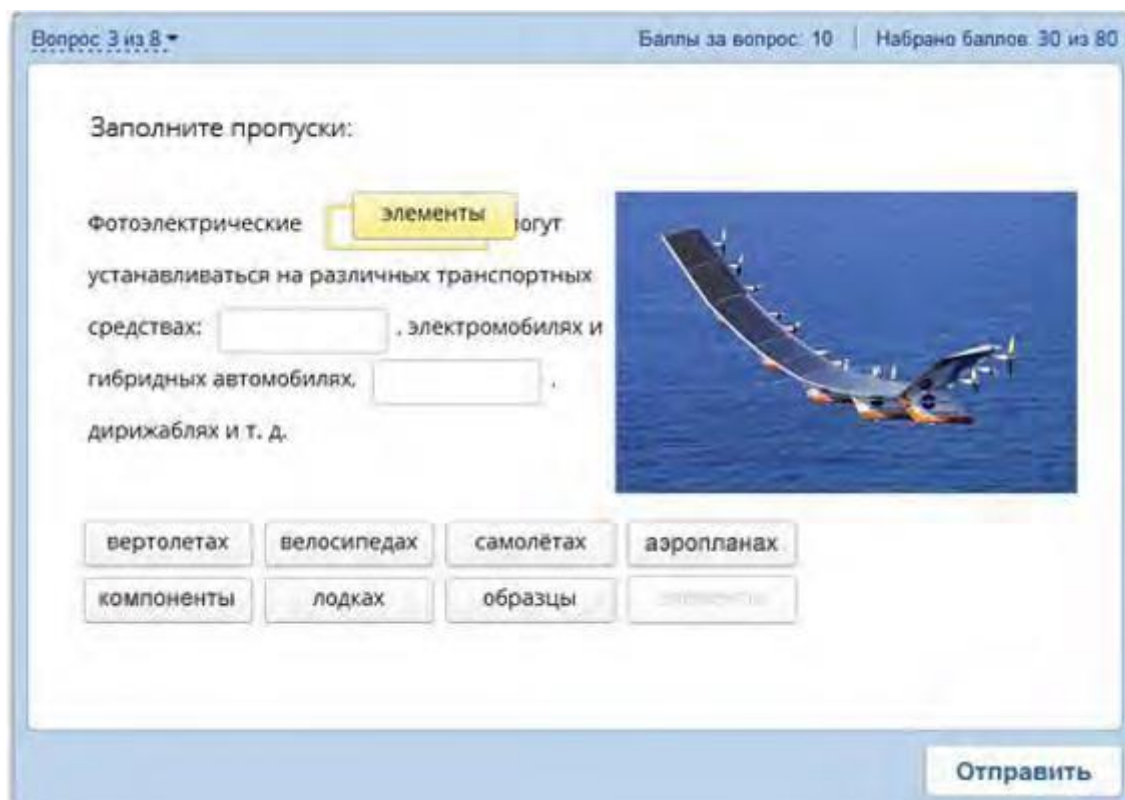 Вопрос 3 из 8
Баллы за вопрос: 10 | Набрано баллов: 30 из 80
Заполните пропуски:
Фотоэлектрические элементы могут
устанавливаться на различных транспортных
средствах: , электромобилях и
гибридных автомобилях, ,
дирижаблях и т. д.
вертолетах велосипедах самолётах аэропланах
компоненты лодках образцы элементы
Отправить